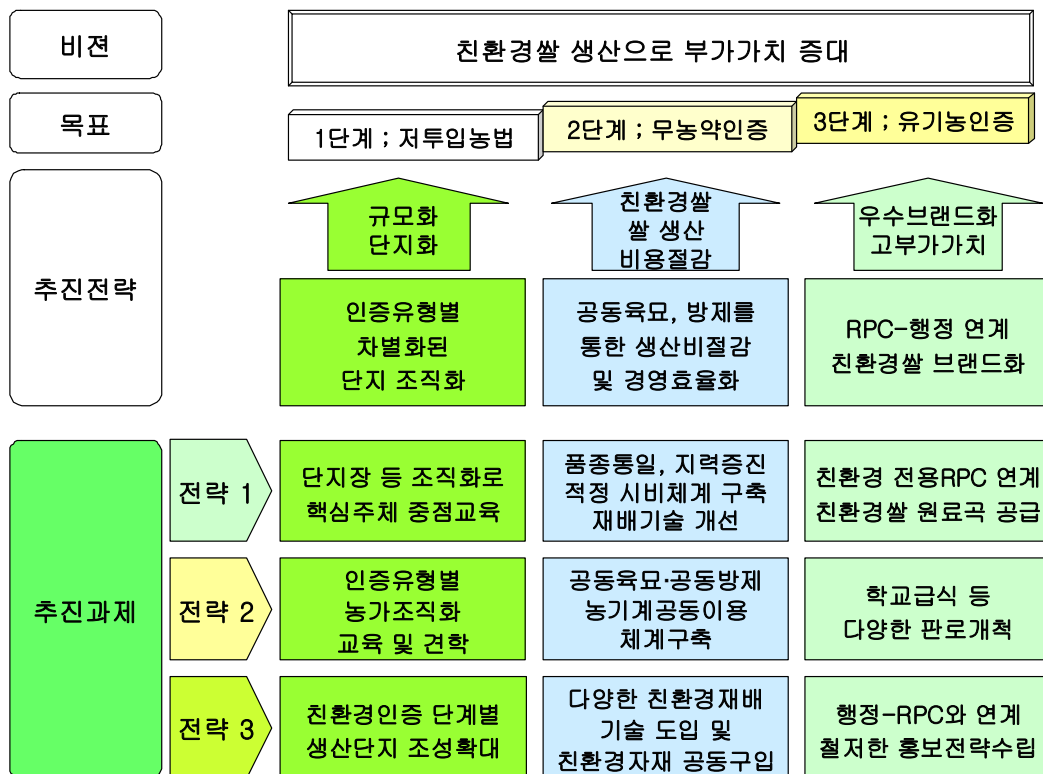 비젼
친환경쌀 생산으로 부가가치 증대
목표
1단계 ; 저투입농법
2단계 ; 무농약인증
3단계 ; 유기농인증
추진전략
규모화
단지화
친환경쌀
쌀 생산
비용절감
우수브랜드화
고부가가치
인증유형별
차별화된
단지 조직화
공동육묘, 방제를
통한 생산비절감
및 경영효율화
RPC-행정 연계
친환경쌀 브랜드화
추진과제
전략 1
단지장 등 조직화로
핵심주체 중점교육
품종통일, 지력증진
적정 시비체계 구축
재배기술 개선
친환경 전용RPC 연계
친환경쌀 원료곡 공급
전략 2
인증유형별
농가조직화
교육 및 견학
공동육묘·공동방제
농기계공동이용
체계구축
학교급식 등
다양한 판로개척
전략 3
친환경인증 단계별
생산단지 조성확대
다양한 친환경재배
기술 도입 및
친환경자재 공동구입
행정-RPC와 연계
철저한 홍보전략수립